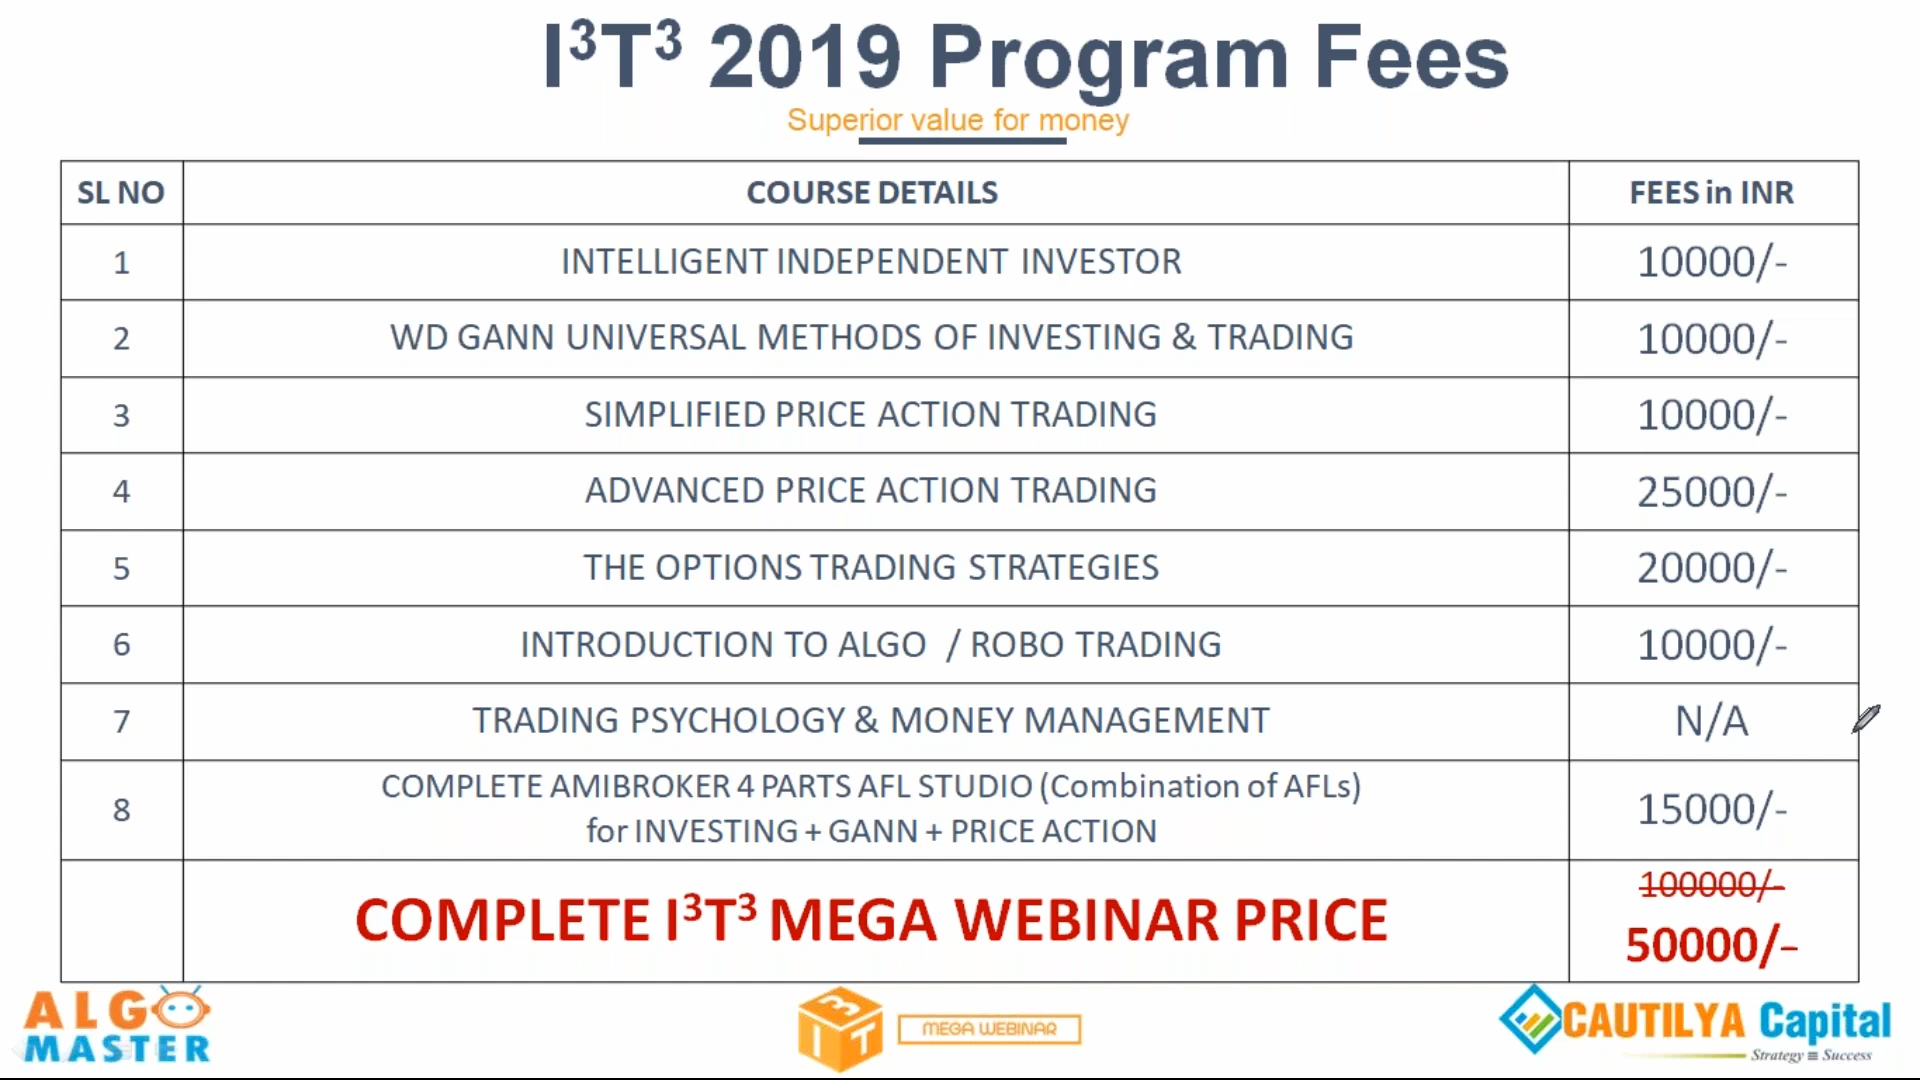 I³T³ 2019 Program Fees
Superior value for money
SL NO COURSE DETAILS FEES in INR
1 INTELLIGENT INDEPENDENT INVESTOR 10000/-
2 WD GANN UNIVERSAL METHODS OF INVESTING & TRADING 10000/-
3 SIMPLIFIED PRICE ACTION TRADING 10000/-
4 ADVANCED PRICE ACTION TRADING 25000/-
5 THE OPTIONS TRADING STRATEGIES 20000/-
6 INTRODUCTION TO ALGO / ROBO TRADING 10000/-
7 TRADING PSYCHOLOGY & MONEY MANAGEMENT N/A
8 COMPLETE AMIBROKER 4 PARTS AFL STUDIO (Combination of AFLs)
for INVESTING + GANN + PRICE ACTION 15000/-
100000/-
COMPLETE I³T³ MEGA WEBINAR PRICE
50000/-
ALGO
MASTER
3
I T
MEGA WEBINAR
CAUTILYA Capital
Strategy ≡ Success